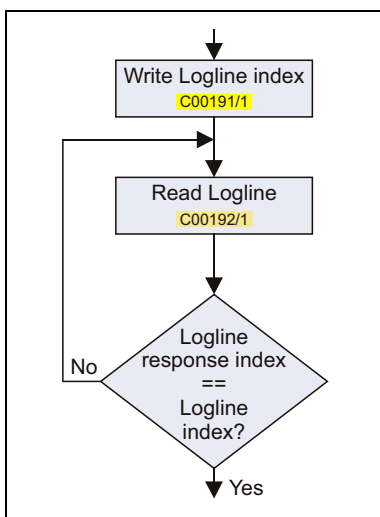 Write Logline index
C00191/1
Read Logline
C00192/1
Logline
response index
==
Logline
index?
No
Yes